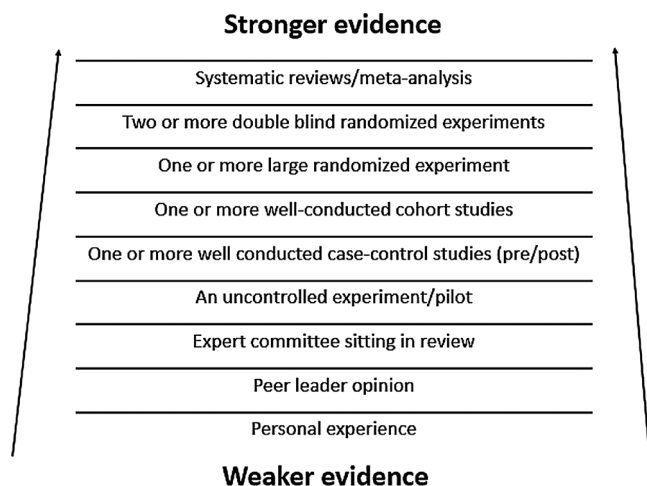 Stronger evidence
Systematic reviews/meta-analysis
Two or more double blind randomized experiments
One or more large randomized experiment
One or more well-conducted cohort studies
One or more well conducted case-control studies (pre/post)
An uncontrolled experiment/pilot
Expert committee sitting in review
Peer leader opinion
Personal experience
Weaker evidence